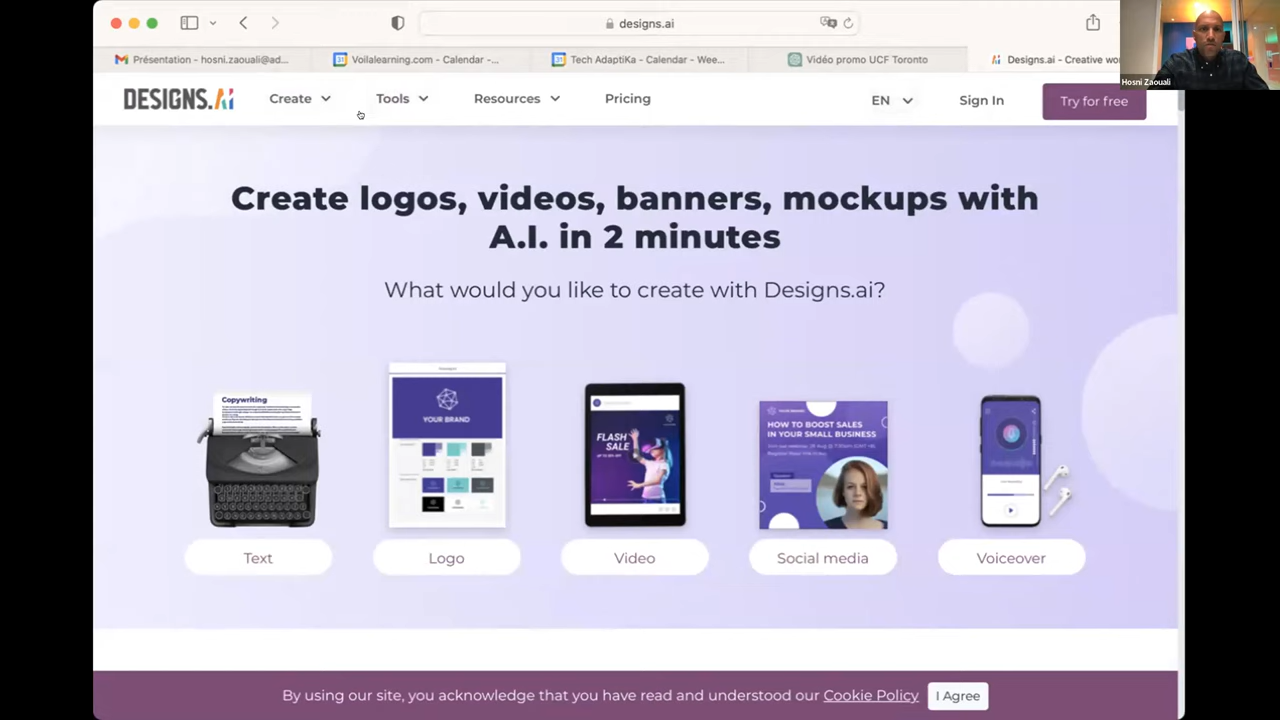 designs.ai
Présentation - hosni.zaouali@ad...
Voilalearning.com - Calendar -...
Tech AdaptiKa - Calendar - Wee...
Vidéo promo UCF Toronto
Designs.ai - Creative wo
Hosni Zaouali
DESIGNS.Ai
Create
Tools
Resources
Pricing
EN
Sign In
Try for free
Create logos, videos, banners, mockups with
A.I. in 2 minutes
What would you like to create with Designs.ai?
Copywriting
YOUR BRAND
FLASH
SALE
HOW TO BOOST SALES
IN YOUR SMALL BUSINESS
Text
Logo
Video
Social media
Voiceover
By using our site, you acknowledge that you have read and understood our Cookie Policy
I Agree